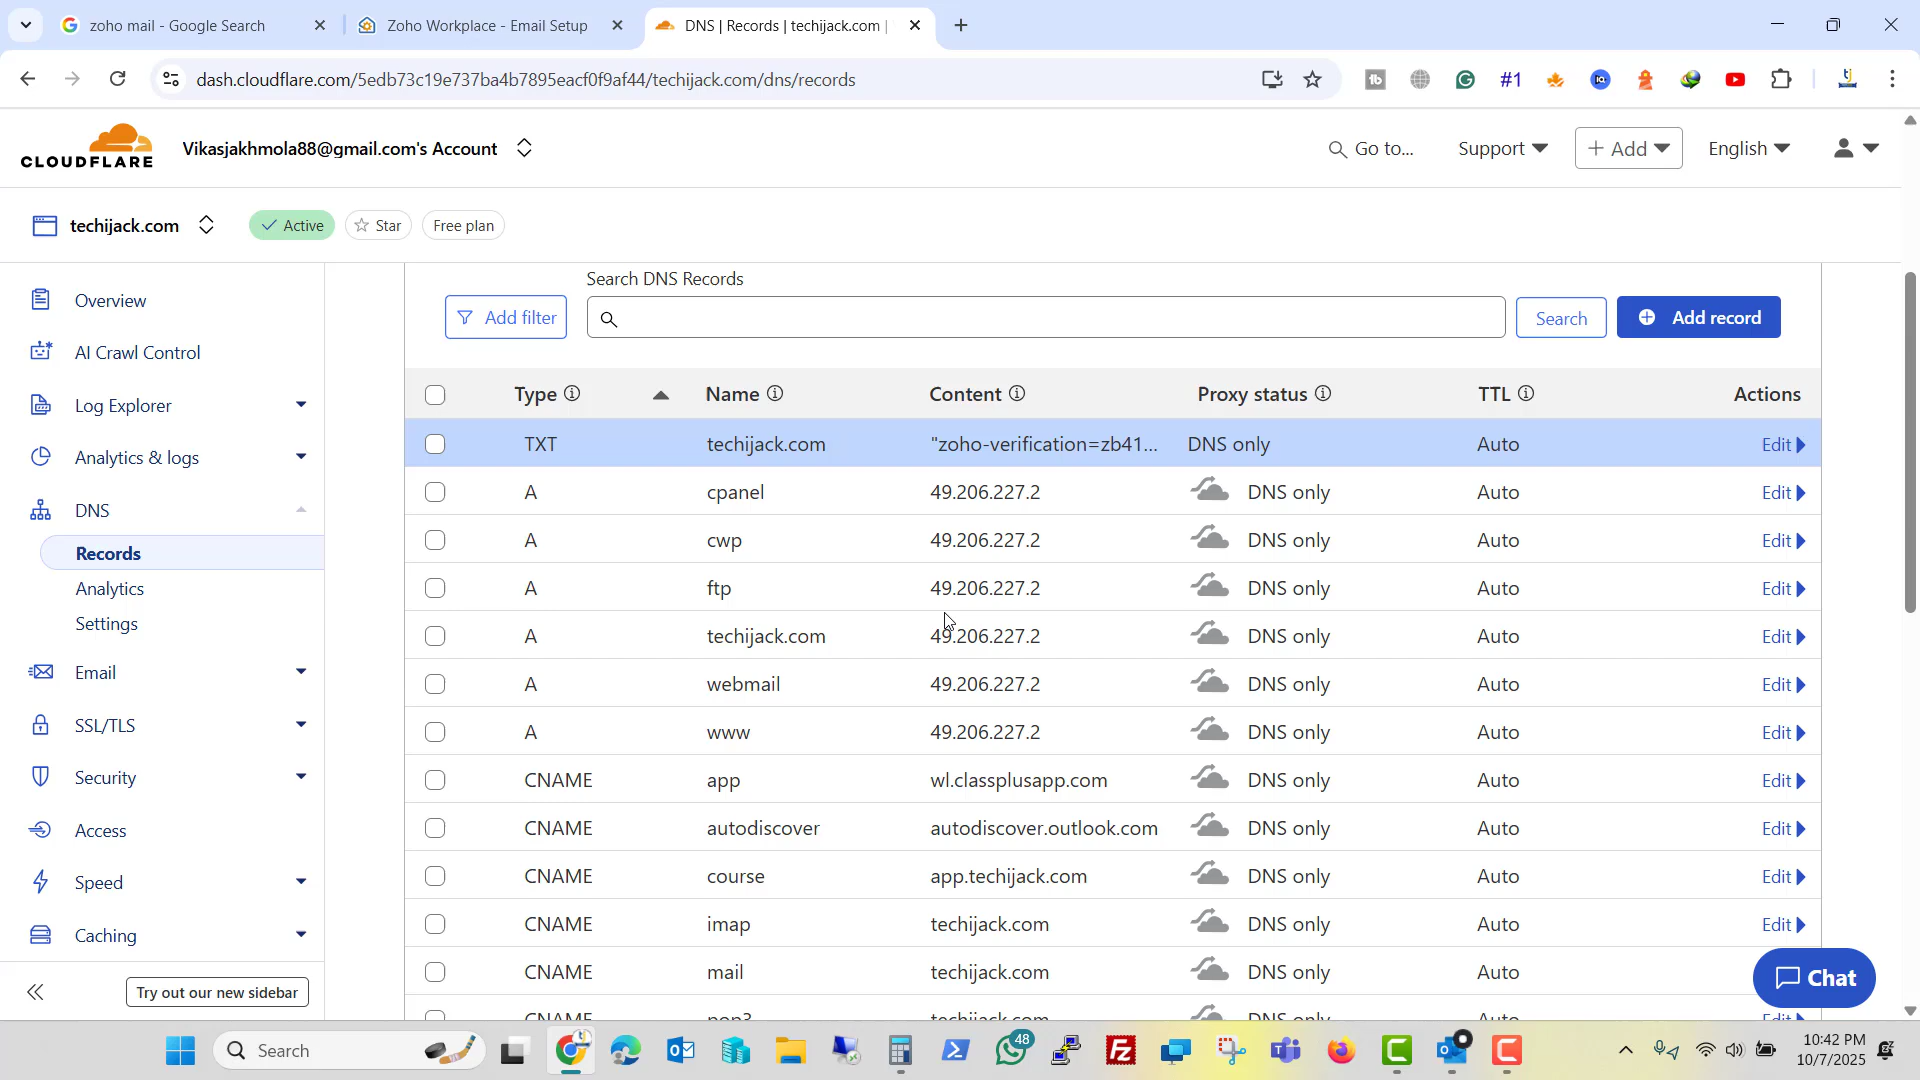 zoho mail - Google Search
Zoho Workplace - Email Setup
DNS | Records | techijack.com |
dash.cloudflare.com/5edb73c19e737ba4b7895eacf0f9af44/techijack.com/dns/records
#1
CLOUDFLARE
Vikasjakhmola88@gmail.com's Account
Go to...
Support
Add
English
techijack.com
Active
Star
Free plan
Overview
AI Crawl Control
Log Explorer
Analytics & logs
DNS
Records
Analytics
Settings
Email
SSL/TLS
Security
Access
Speed
Caching
Try out our new sidebar
Search DNS Records
Add filter
Search
Add record
Type Name Content Proxy status TTL Actions
TXT techijack.com "zoho-verification=zb41... DNS only Auto Edit
A cpanel 49.206.227.2 DNS only Auto Edit
A cwp 49.206.227.2 DNS only Auto Edit
A ftp 49.206.227.2 DNS only Auto Edit
A techijack.com 49.206.227.2 DNS only Auto Edit
A webmail 49.206.227.2 DNS only Auto Edit
A www 49.206.227.2 DNS only Auto Edit
CNAME app wl.classplusapp.com DNS only Auto Edit
CNAME autodiscover autodiscover.outlook.com DNS only Auto Edit
CNAME course app.techijack.com DNS only Auto Edit
CNAME imap techijack.com DNS only Auto Edit
CNAME mail techijack.com DNS only Auto
CNAME pop3 techijack.com DNS only Auto Edit
Chat
Search
48
10:42 PM
10/7/2025